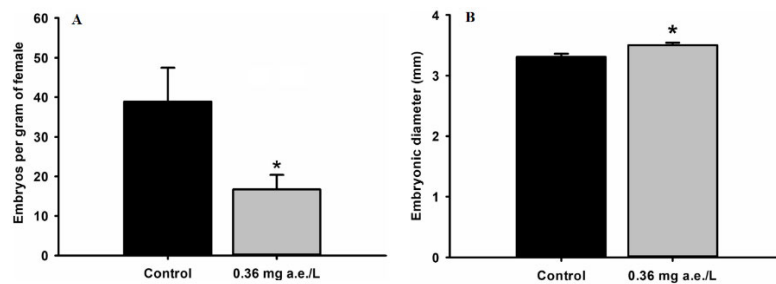 A
60
50
40
30
20
10
0
Embryos per gram of female
*
Control 0.36 mg a.e./L
B
4
3
2
1
0
Embryonic diameter (mm)
*
Control 0.36 mg a.e./L